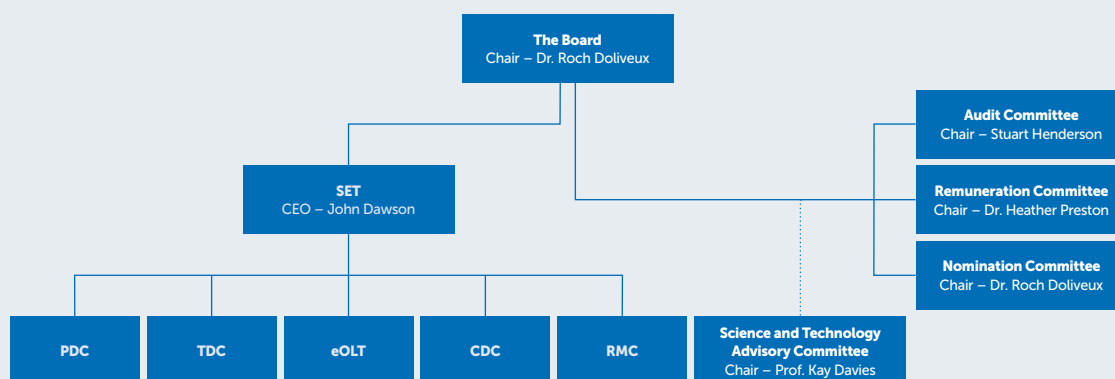 The Board
Chair – Dr. Roch Doliveux
Audit Committee
Chair – Stuart Henderson
SET
CEO – John Dawson
Remuneration Committee
Chair – Dr. Heather Preston
Nomination Committee
Chair – Dr. Roch Doliveux
PDC
TDC
eOLT
CDC
RMC
Science and Technology
Advisory Committee
Chair – Prof. Kay Davies